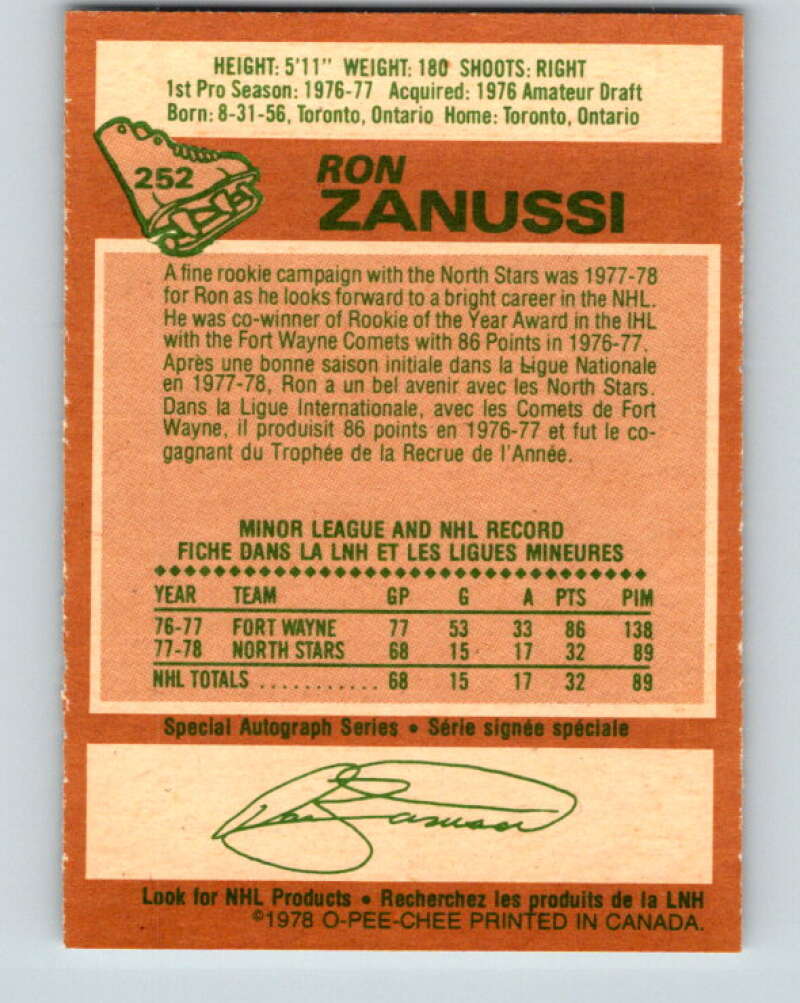 HEIGHT: 5'11" WEIGHT: 180 SHOOTS: RIGHT
1st Pro Season: 1976-77 Acquired: 1976 Amateur Draft
Born: 8-31-56, Toronto, Ontario Home: Toronto, Ontario
252
RON
ZANUSSI
A fine rookie campaign with the North Stars was 1977-78
for Ron as he looks forward to a bright career in the NHL.
He was co-winner of Rookie of the Year Award in the IHL
with the Fort Wayne Comets with 86 Points in 1976-77.
Après une bonne saison initiale dans la Ligue Nationale
en 1977-78, Ron a un bel avenir avec les North Stars.
Dans la Ligue Internationale, avec les Comets de Fort
Wayne, il produisit 86 points en 1976-77 et fut le co-
gagnant du Trophée de la Recrue de l'Année.
MINOR LEAGUE AND NHL RECORD
FICHE DANS LA LNH ET LES LIGUES MINEURES
YEAR TEAM GP G A PTS PIM
76-77 FORT WAYNE 77 53 33 86 138
77-78 NORTH STARS 68 15 17 32 89
NHL TOTALS ........... 68 15 17 32 89
Special Autograph Series • Série signée spéciale
Ron Zanussi
Look for NHL Products • Recherchez les produits de la LNH
©1978 O-PEE-CHEE PRINTED IN CANADA.